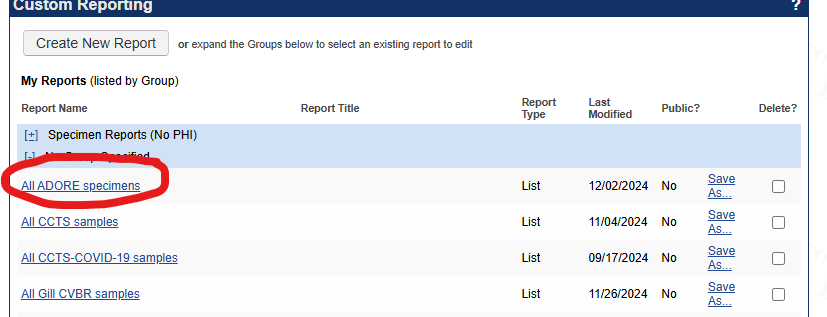 Custom Reporting ?
Create New Report or expand the Groups below to select an existing report to edit
My Reports (listed by Group)
Report Name Report Title Report Type Last Modified Public? Delete?
[+] Specimen Reports (No PHI)
[-] No Group Specified
All ADORE specimens List 12/02/2024 No Save As...
All CCTS samples List 11/04/2024 No Save As...
All CCTS-COVID-19 samples List 09/17/2024 No Save As...
All Gill CVBR samples List 11/26/2024 No Save As...